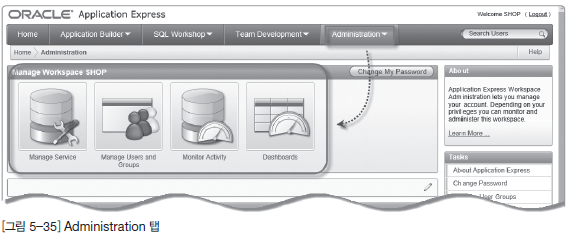 ORACLE Application Express
Welcome SHOP ( Logout )
Home Application Builder SQL Workshop Team Development Administration Search Users
Home Administration Help
Manage Workspace SHOP Change My Password
Manage Service
Manage Users and
Groups
Monitor Activity
Dashboards
About
Application Express Workspace
Administration lets you manage
your account. Depending on your
privileges you can monitor and
administer this workspace.
Learn More ...
Tasks
About Application Express
Change Password
User Groups
[그림 5-35] Administration 탭